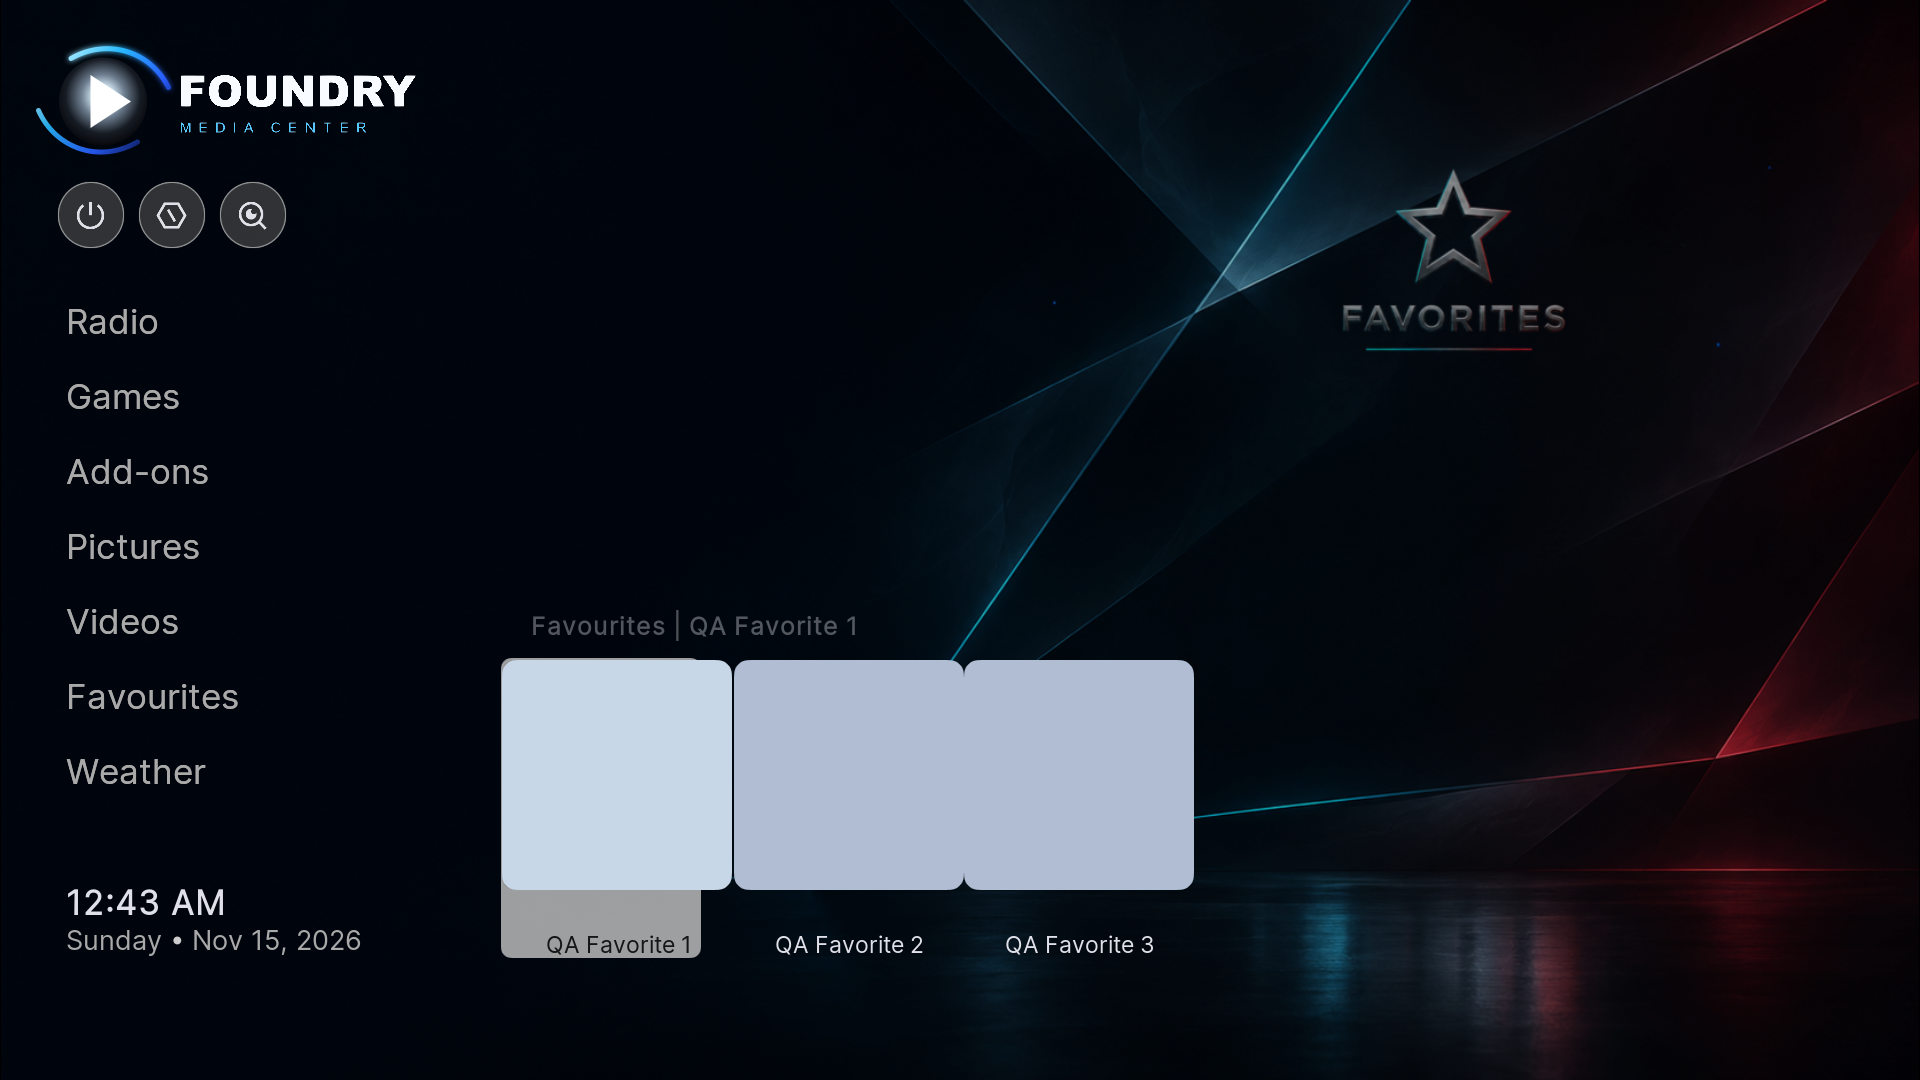 FOUNDRY
MEDIA CENTER
FAVORITES
Radio
Games
Add-ons
Pictures
Videos
Favourites
Weather
Favourites | QA Favorite 1
QA Favorite 1
QA Favorite 2
QA Favorite 3
12:43 AM
Sunday • Nov 15, 2026